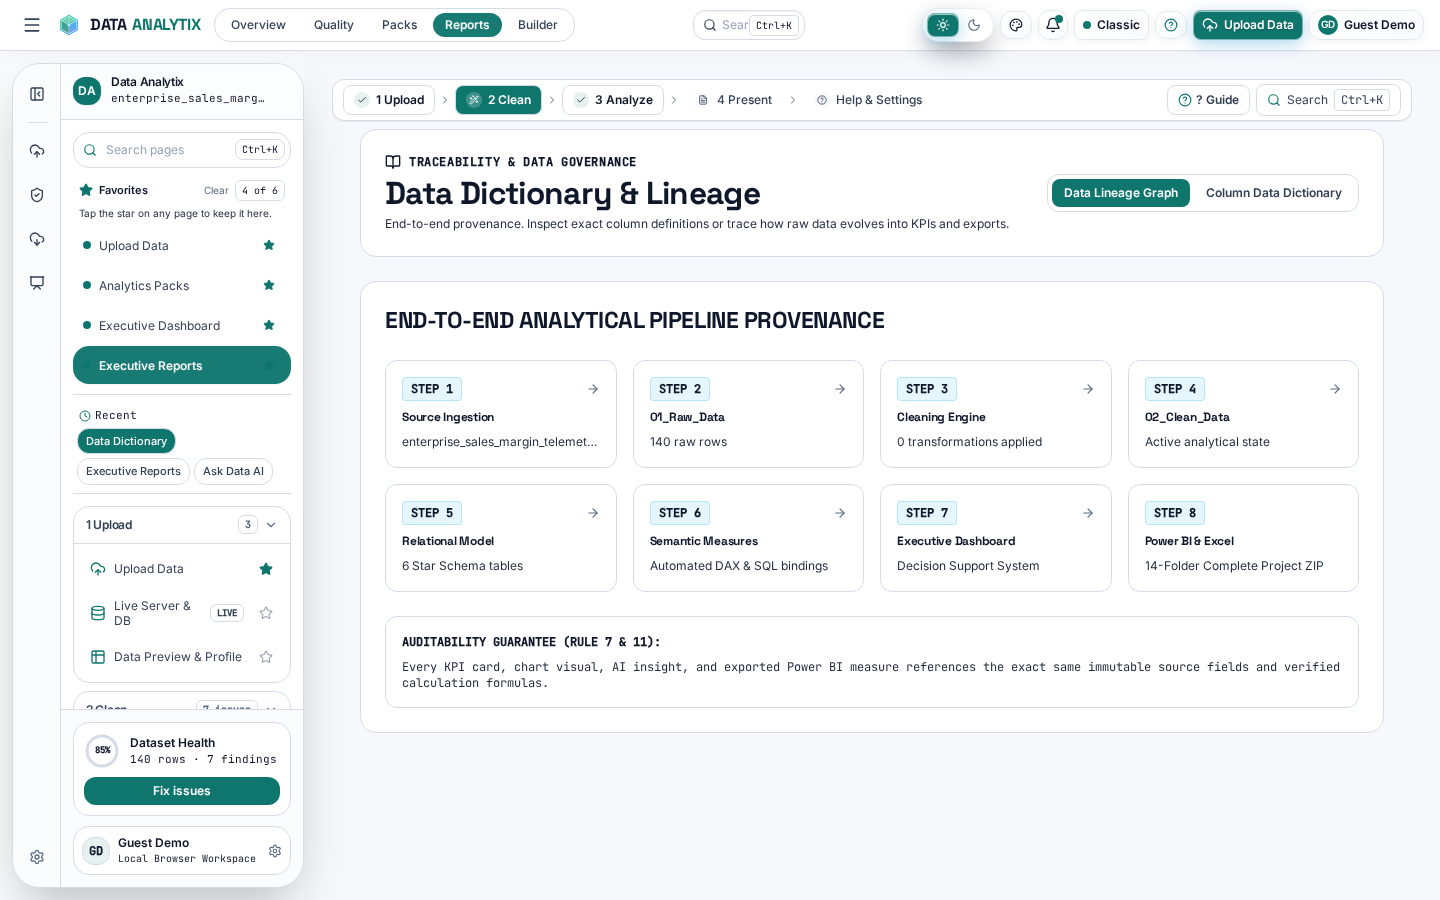 DATA ANALYTIX
Overview
Quality
Packs
Reports
Builder
Sear
Ctrl+K
Classic
Upload Data
GD
Guest Demo
DA
Data Analytix
enterprise_sales_marg…
Search pages
Ctrl+K
Favorites
Clear
4 of 6
Tap the star on any page to keep it here.
Upload Data
Analytics Packs
Executive Dashboard
Executive Reports
Recent
Data Dictionary
Executive Reports
Ask Data AI
1 Upload
3
Upload Data
Live Server & DB
LIVE
Data Preview & Profile
2 Clean
7 issues
85%
Dataset Health
140 rows · 7 findings
Fix issues
GD
Guest Demo
Local Browser Workspace
1 Upload
2 Clean
3 Analyze
4 Present
Help & Settings
? Guide
Search
Ctrl+K
TRACEABILITY & DATA GOVERNANCE
Data Dictionary & Lineage
End-to-end provenance. Inspect exact column definitions or trace how raw data evolves into KPIs and exports.
Data Lineage Graph
Column Data Dictionary
END-TO-END ANALYTICAL PIPELINE PROVENANCE
STEP 1
Source Ingestion
enterprise_sales_margin_telemet...
STEP 2
01_Raw_Data
140 raw rows
STEP 3
Cleaning Engine
0 transformations applied
STEP 4
02_Clean_Data
Active analytical state
STEP 5
Relational Model
6 Star Schema tables
STEP 6
Semantic Measures
Automated DAX & SQL bindings
STEP 7
Executive Dashboard
Decision Support System
STEP 8
Power BI & Excel
14-Folder Complete Project ZIP
AUDITABILITY GUARANTEE (RULE 7 & 11):
Every KPI card, chart visual, AI insight, and exported Power BI measure references the exact same immutable source fields and verified
calculation formulas.